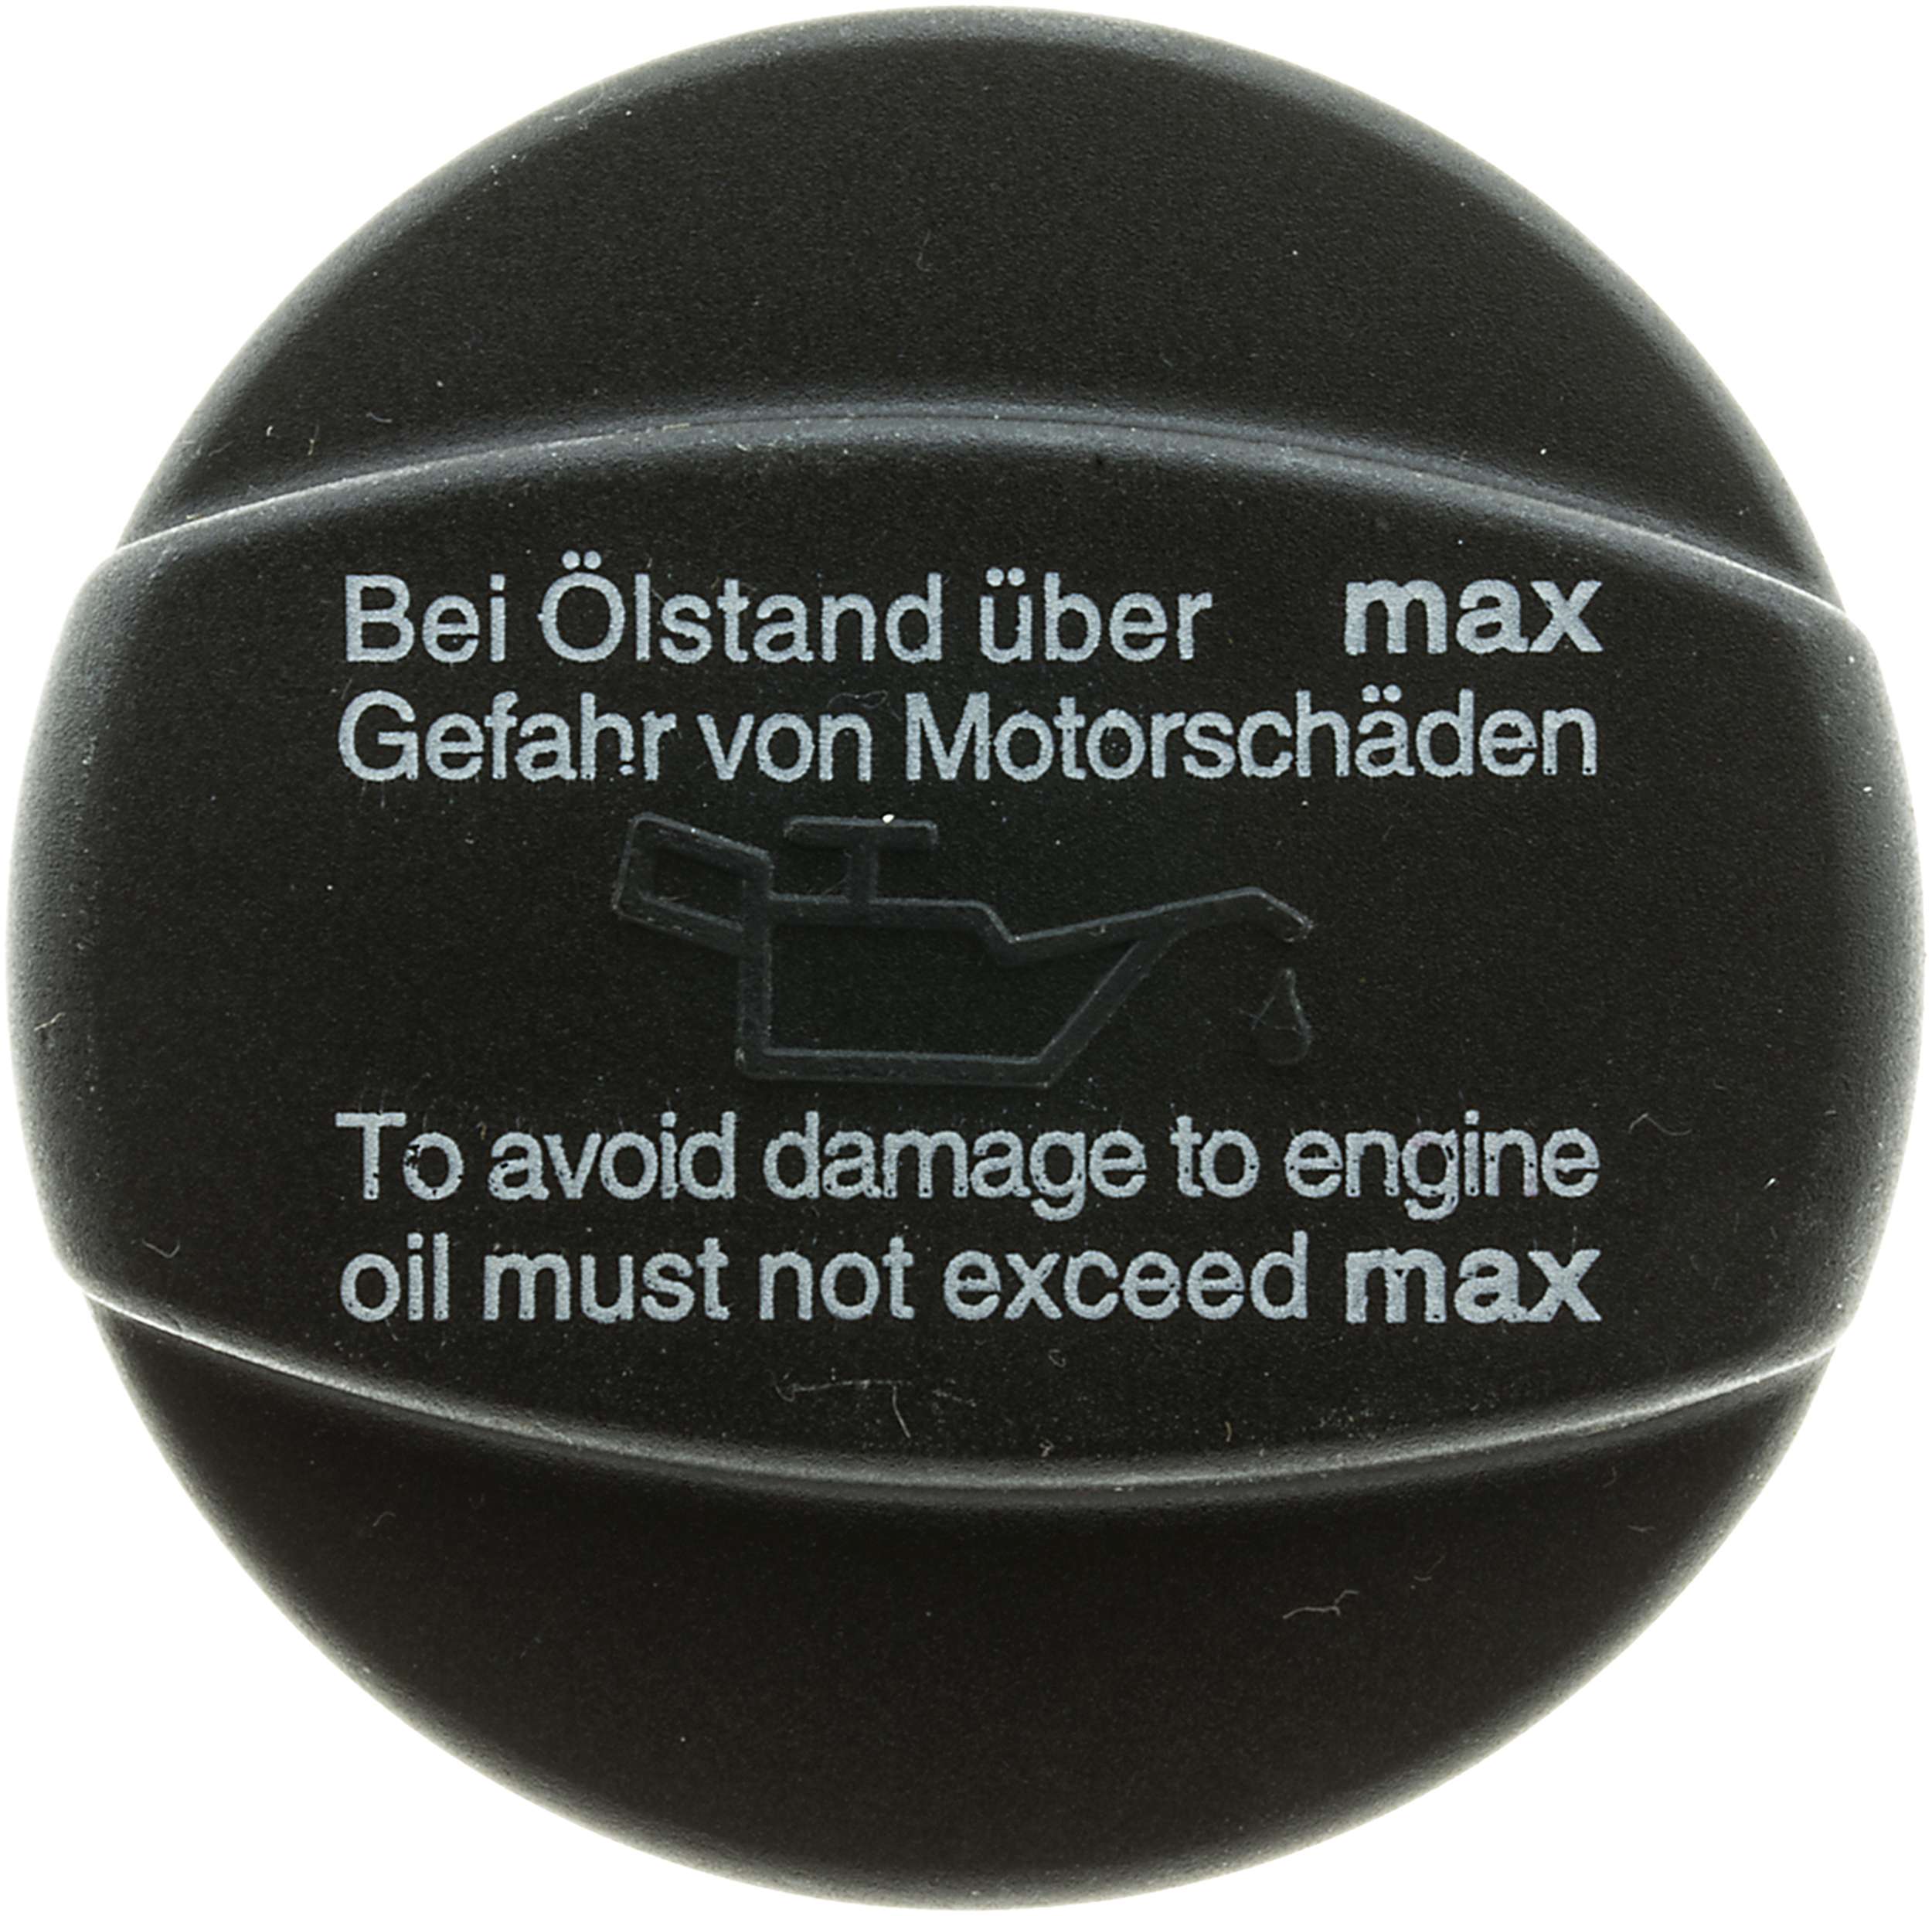 Bei Ölstand über max
Gefahr von Motorschäden
To avoid damage to engine
oil must not exceed max